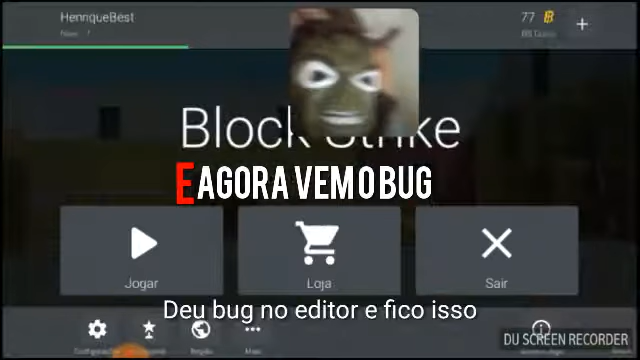 HenriqueBest
77
Block Strike
E AGORA VEM O BUG
Jogar
Loja
Sair
Deu bug no editor e fico isso
DU SCREEN RECORDER